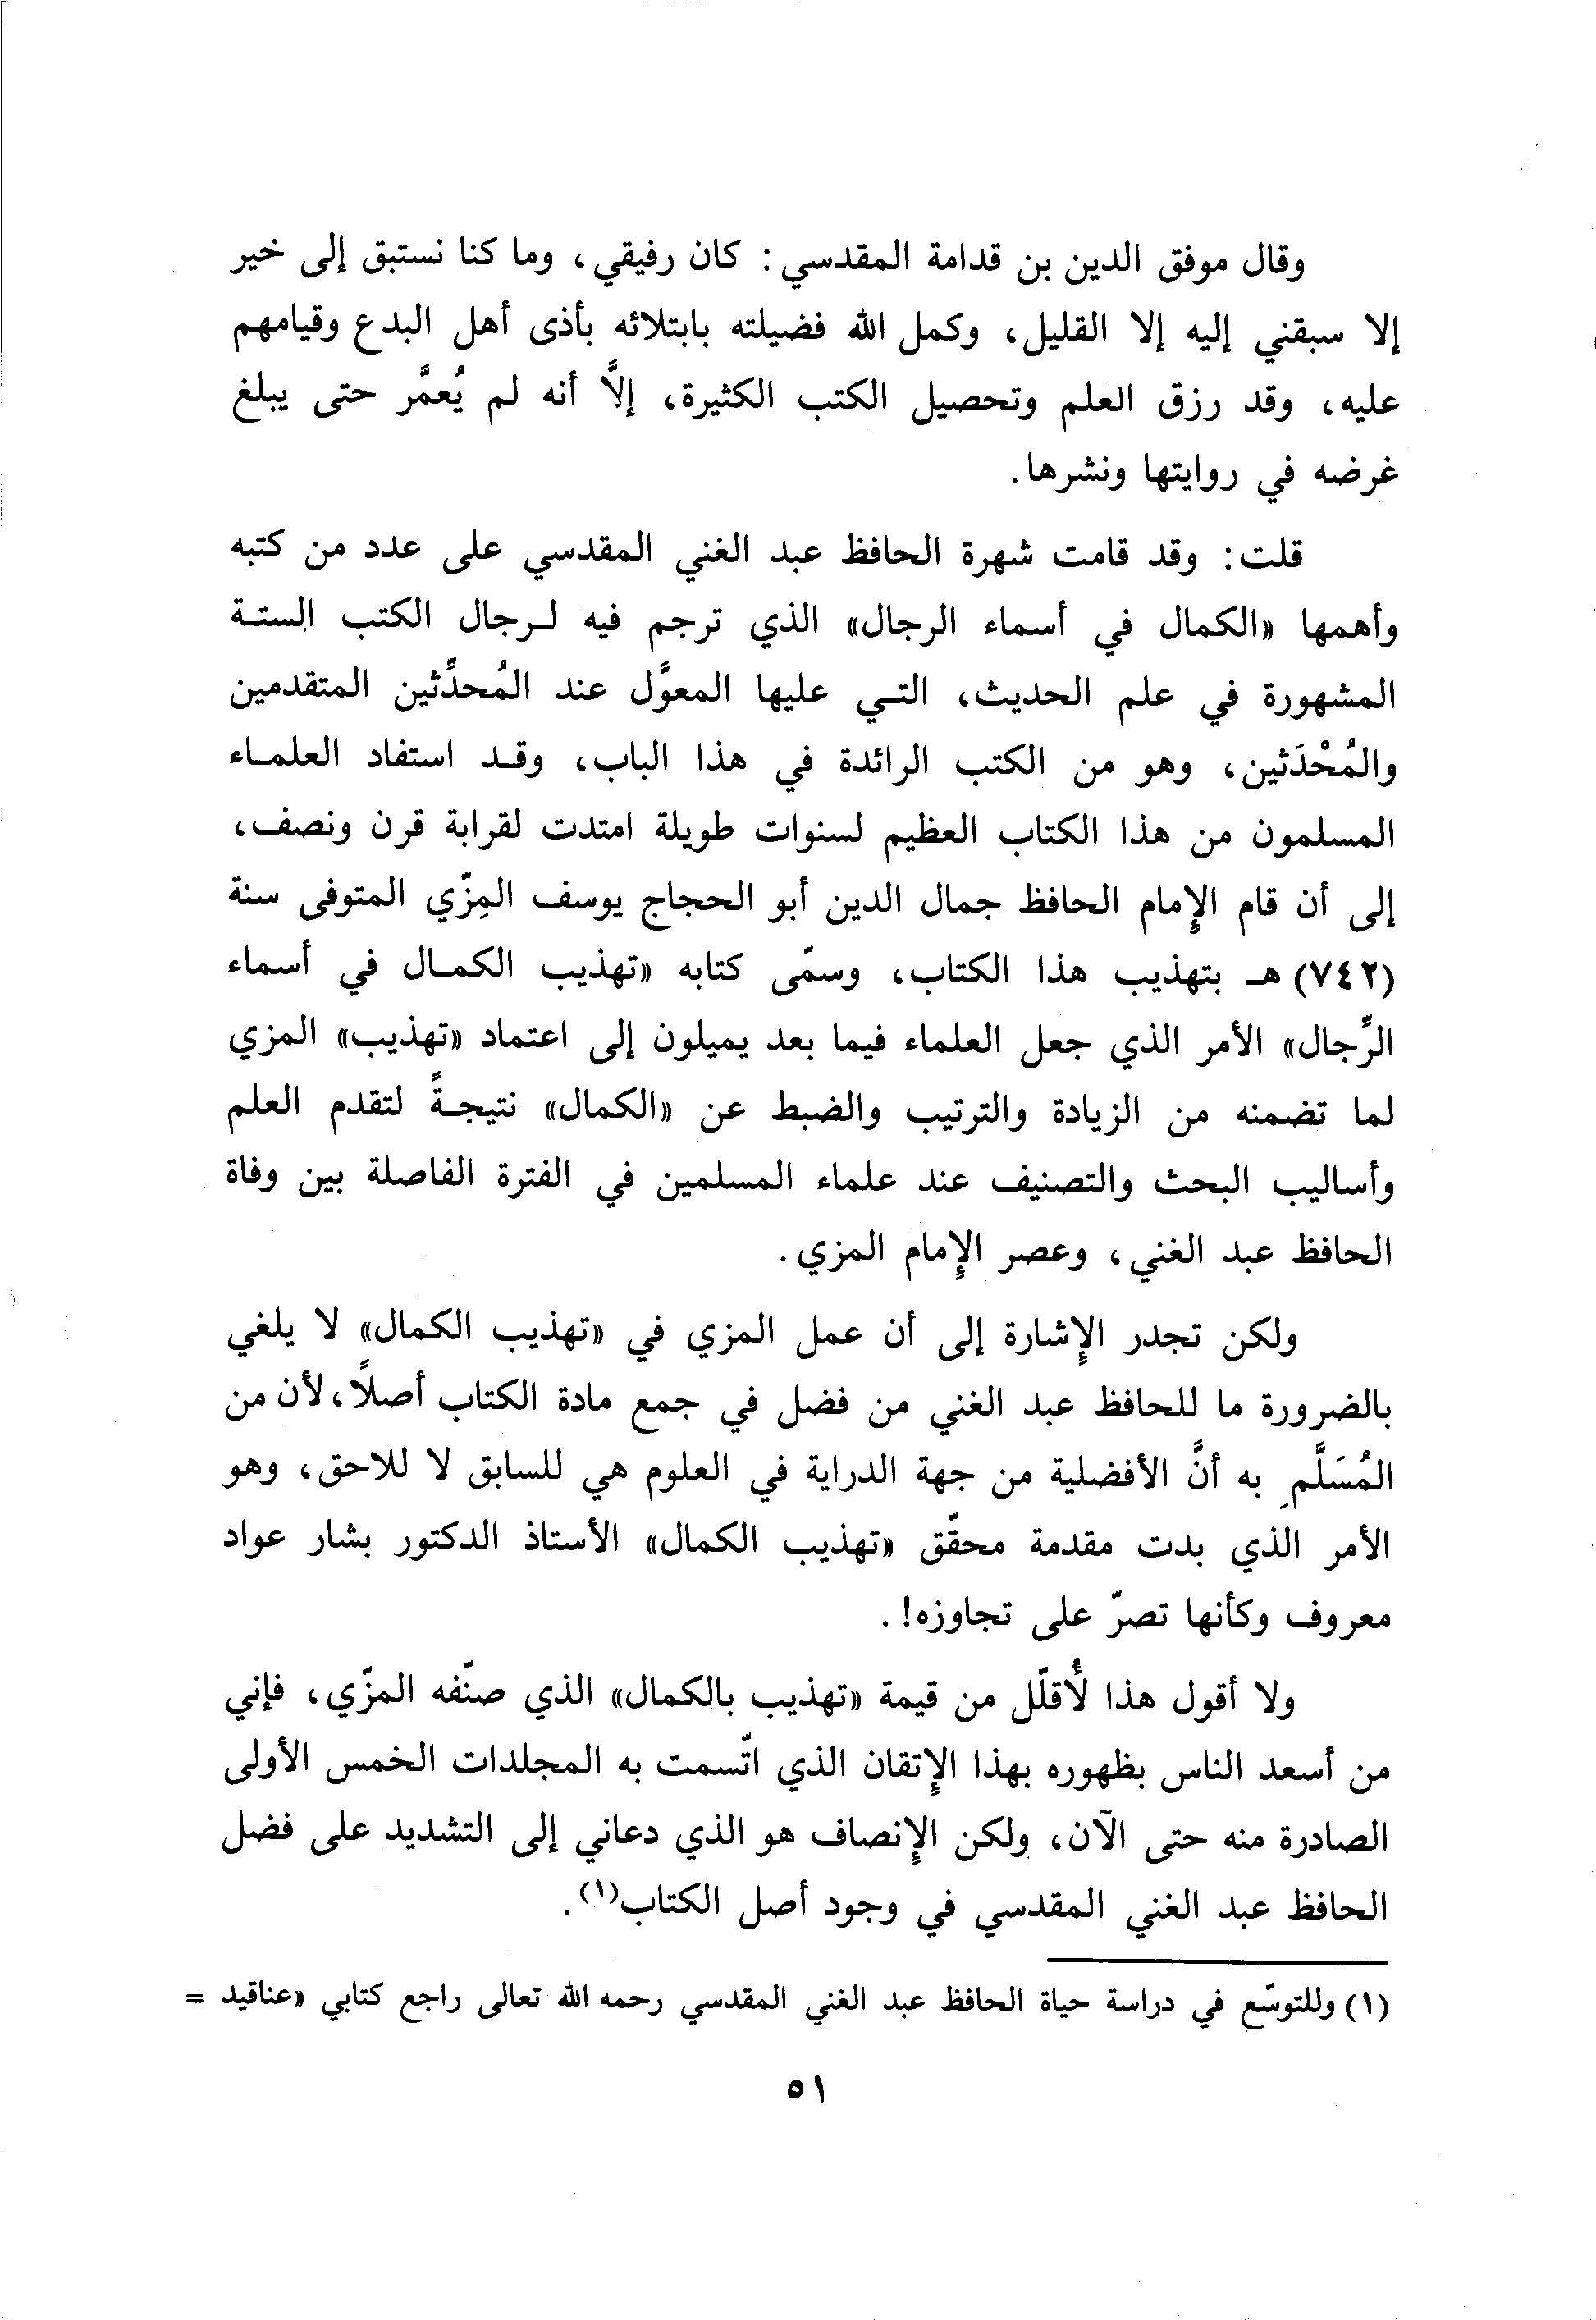 وقال موفق الدين بن قدامة المقدسي : كان رفيقي، وما كنا نستبق إلى خير
إلا سبقني إليه إلا القليل، وكمل الله فضيلته بابتلائه بأذى أهل البدع وقيامهم
عليه، وقد رزق العلم وتحصيل الكتب الكثيرة، إلاَّ أنه لم يُعمَّر حتى يبلغ
غرضه في روايتها ونشرها.
قلت: وقد قامت شهرة الحافظ عبد الغني المقدسي على عدد من كتبه
وأهمها «الكمال في أسماء الرجال» الذي ترجم فيه لـرجال الكتب الستـة
المشهورة في علم الحديث، التـي عليها المعوَّل عند المُحدِّثين المتقدمين
والمُحْدَثين، وهو من الكتب الرائدة في هذا الباب، وقـد استفاد العلمـاء
المسلمون من هذا الكتاب العظيم لسنوات طويلة امتدت لقرابة قرن ونصف،
إلى أن قام الإمام الحافظ جمال الدين أبو الحجاج يوسف المِزّي المتوفى سنة
(٧٤٢) هـ بتهذيب هذا الكتاب، وسمّى كتابه «تهذيب الكمـال في أسماء
الرِّجال» الأمر الذي جعل العلماء فيما بعد يميلون إلى اعتماد «تهذيب» المزي
لما تضمنه من الزيادة والترتيب والضبط عن «الكمال» نتيجـةً لتقدم العلم
وأساليب البحث والتصنيف عند علماء المسلمين في الفترة الفاصلة بين وفاة
الحافظ عبد الغني، وعصر الإمام المزي.
ولكن تجدر الإشارة إلى أن عمل المزي في «تهذيب الكمال» لا يلغي
بالضرورة ما للحافظ عبد الغني من فضل في جمع مادة الكتاب أصلاً، لأن من
المُسَلَّمِ به أنَّ الأفضلية من جهة الدراية في العلوم هي للسابق لا للاحق، وهو
الأمر الذي بدت مقدمة محقّق «تهذيب الكمال» الأستاذ الدكتور بشار عواد
معروف وكأنها تصرّ على تجاوزه!.
ولا أقول هذا لأُقلّل من قيمة «تهذيب بالكمال» الذي صنّفه المزّي، فإني
من أسعد الناس بظهوره بهذا الإتقان الذي اتّسمت به المجلدات الخمس الأولى
الصادرة منه حتى الآن، ولكن الإنصاف هو الذي دعاني إلى التشديد على فضل
الحافظ عبد الغني المقدسي في وجود أصل الكتاب(١).
(١) وللتوسّع في دراسة حياة الحافظ عبد الغني المقدسي رحمه الله تعالى راجع كتابي «عناقيد =
٥١